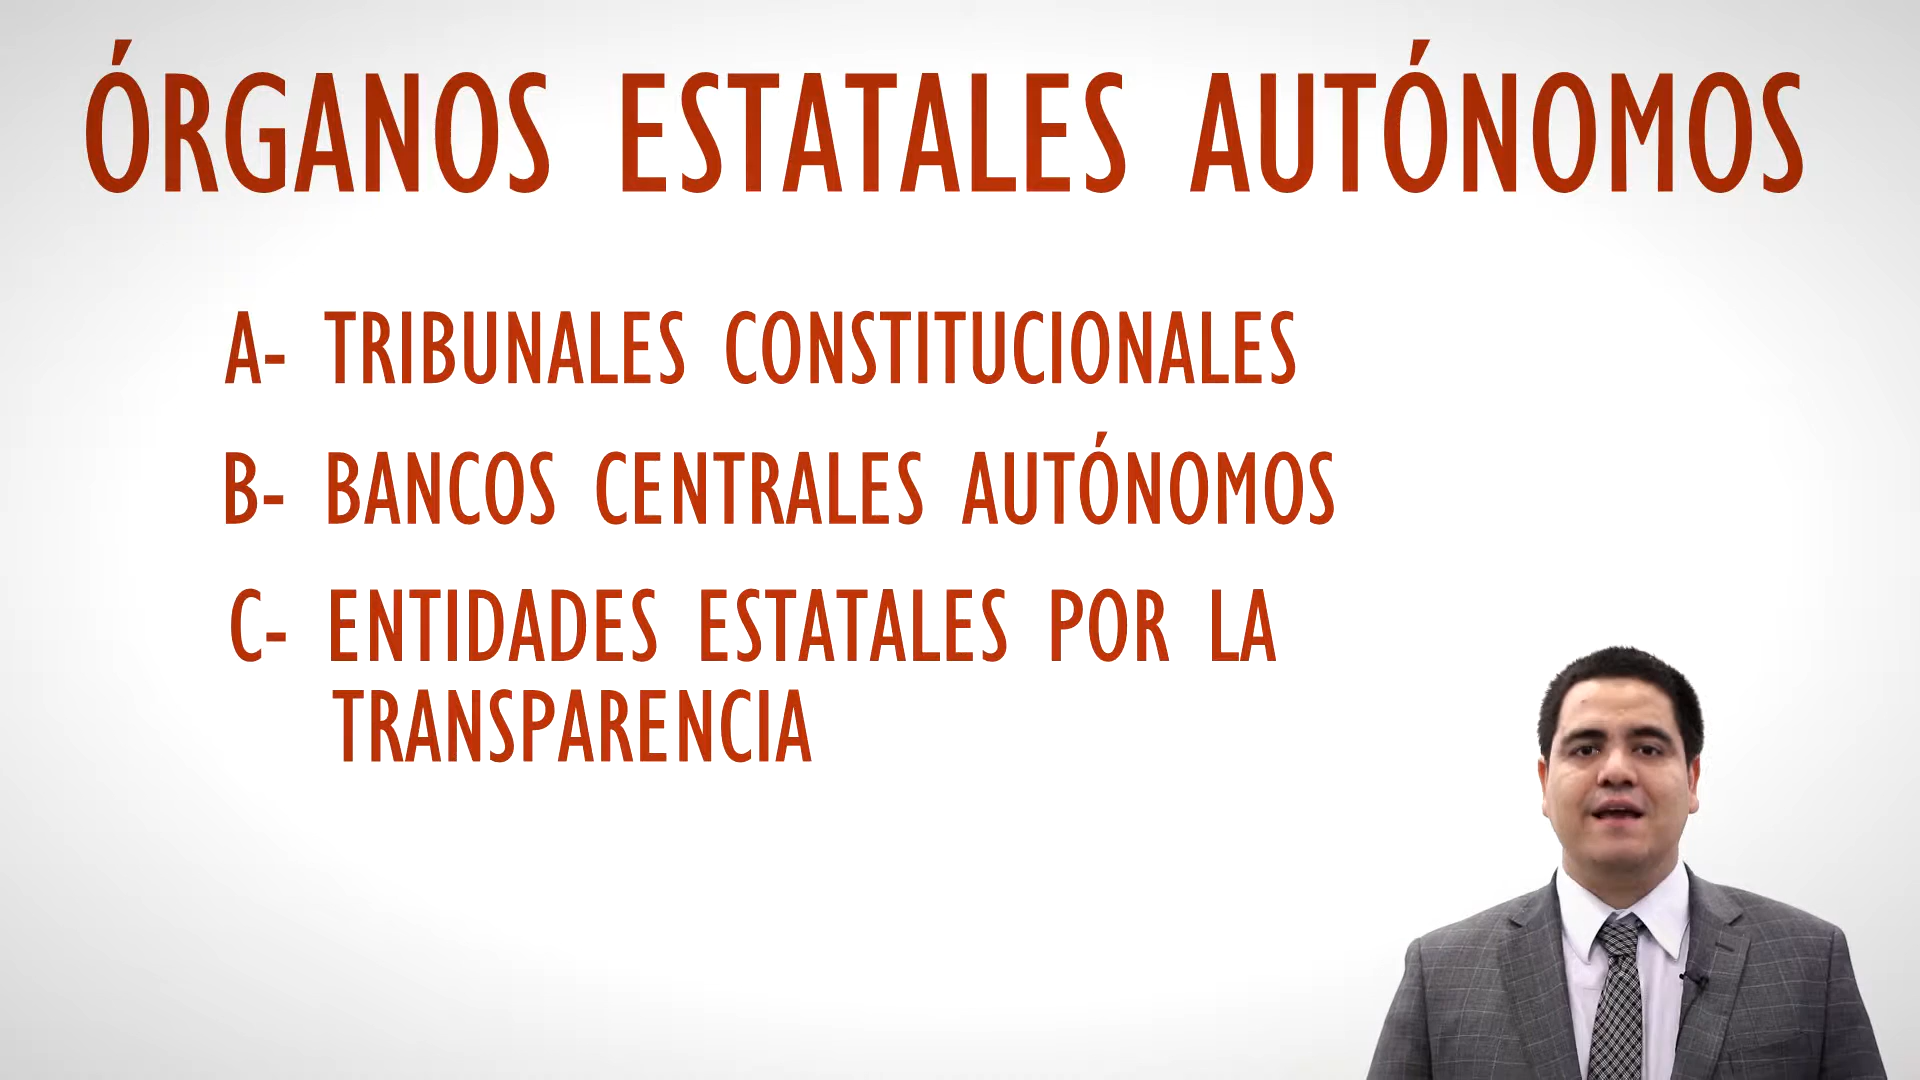 ÓRGANOS ESTATALES AUTÓNOMOS
A- TRIBUNALES CONSTITUCIONALES
B- BANCOS CENTRALES AUTÓNOMOS
C- ENTIDADES ESTATALES POR LA
TRANSPARENCIA